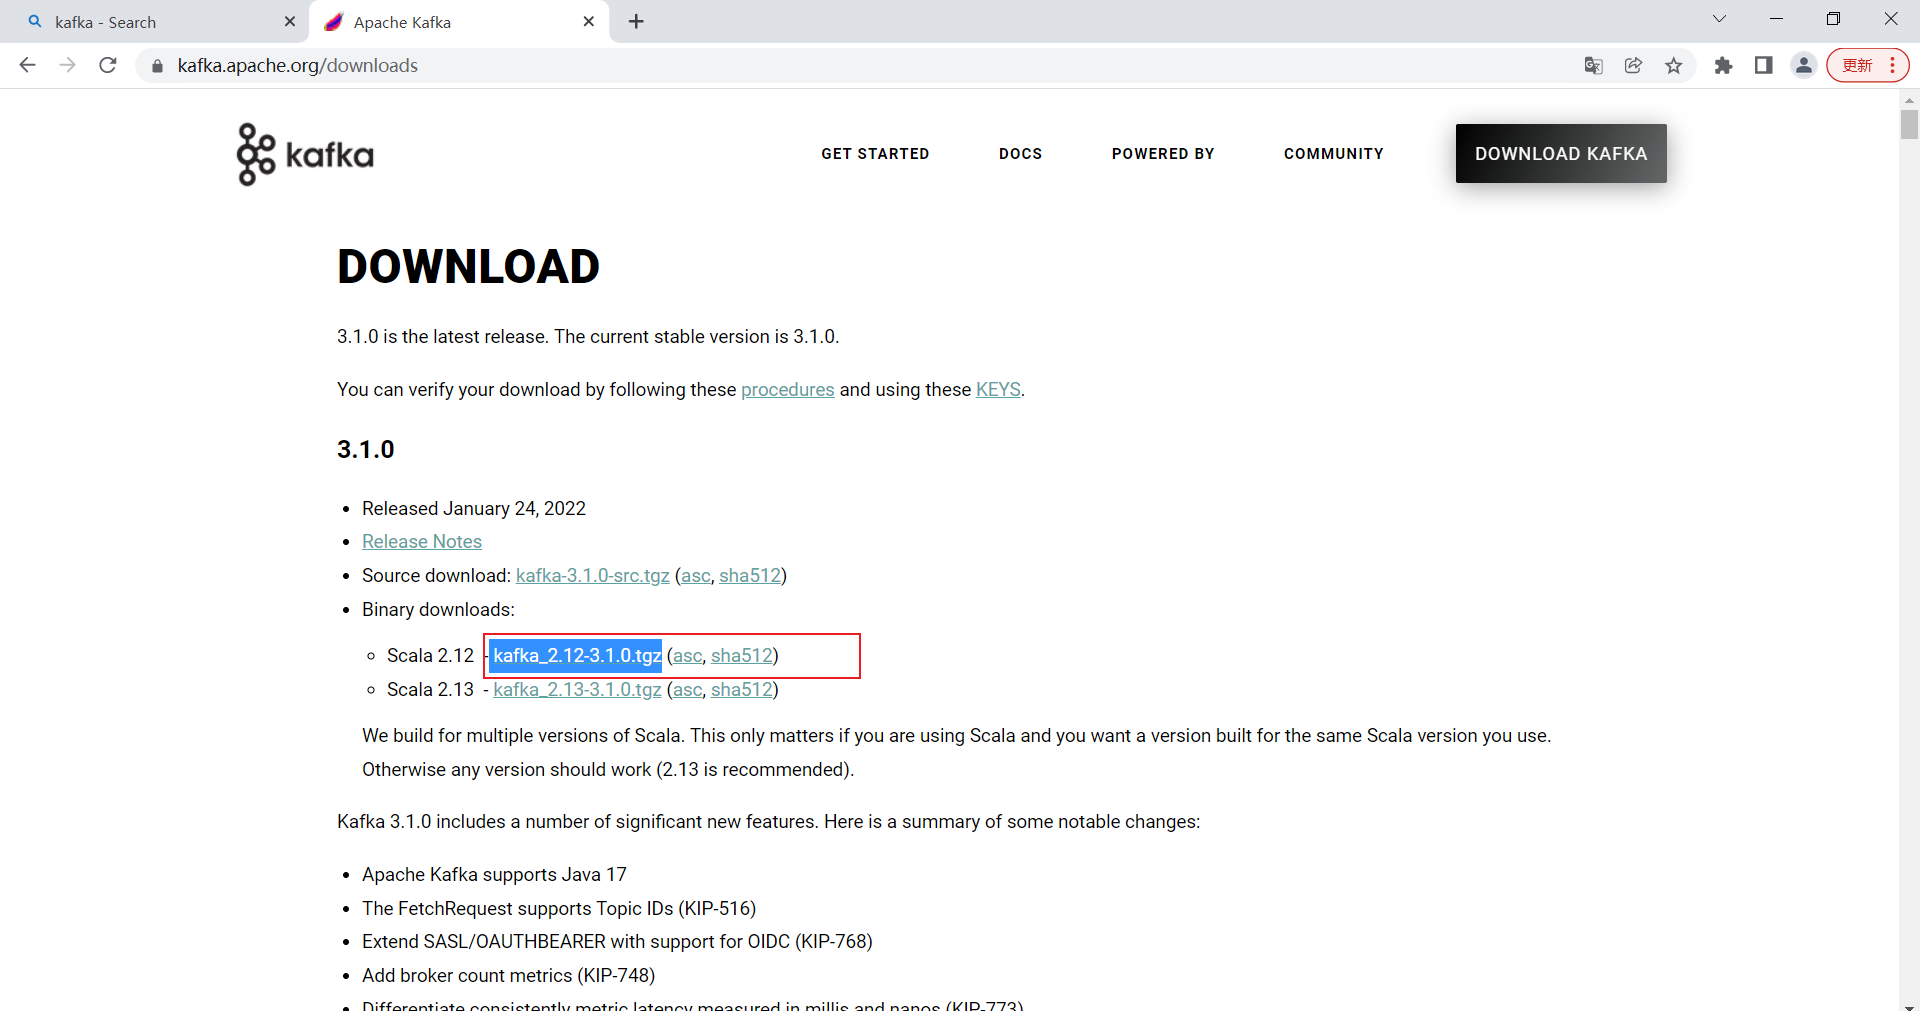 kafka - Search
Apache Kafka
kafka.apache.org/downloads
更新
kafka
GET STARTED
DOCS
POWERED BY
COMMUNITY
DOWNLOAD KAFKA
DOWNLOAD
3.1.0 is the latest release. The current stable version is 3.1.0.
You can verify your download by following these procedures and using these KEYS.
3.1.0
Released January 24, 2022
Release Notes
Source download: kafka-3.1.0-src.tgz (asc, sha512)
Binary downloads:
Scala 2.12 - kafka_2.12-3.1.0.tgz (asc, sha512)
Scala 2.13 - kafka_2.13-3.1.0.tgz (asc, sha512)
We build for multiple versions of Scala. This only matters if you are using Scala and you want a version built for the same Scala version you use.
Otherwise any version should work (2.13 is recommended).
Kafka 3.1.0 includes a number of significant new features. Here is a summary of some notable changes:
Apache Kafka supports Java 17
The FetchRequest supports Topic IDs (KIP-516)
Extend SASL/OAUTHBEARER with support for OIDC (KIP-768)
Add broker count metrics (KIP-748)
Differentiate consistently metric latency measured in millis and nanos (KIP-773)